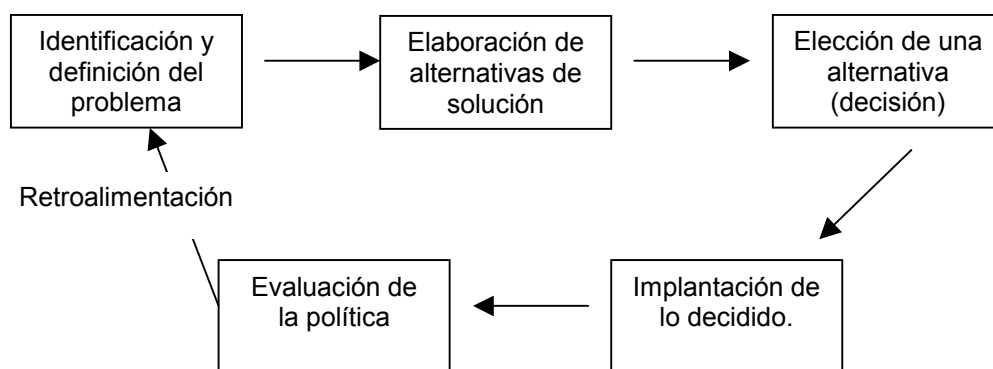 Identificación y
definición del
problema
Elaboración de
alternativas de
solución
Elección de una
alternativa
(decisión)
Retroalimentación
Evaluación de
la política
Implantación de
lo decidido.